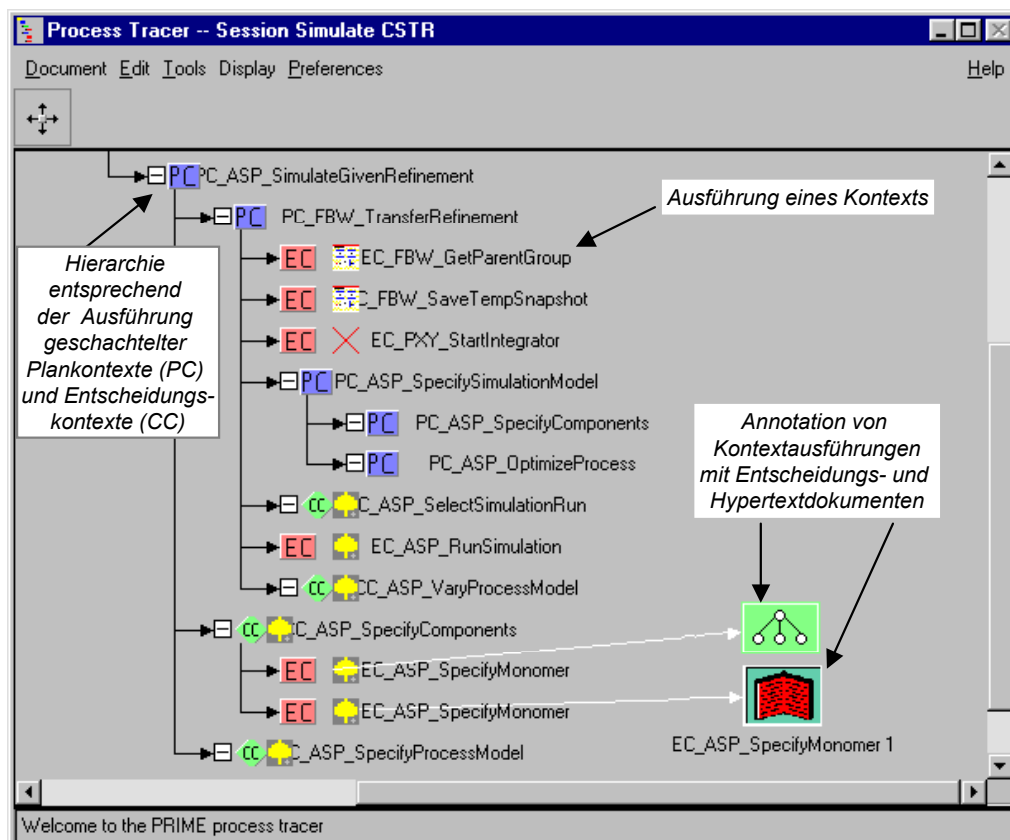 Process Tracer -- Session Simulate CSTR
Document Edit Tools Display Preferences Help
PC PC_ASP_SimulateGivenRefinement
PC PC_FBW_TransferRefinement
Ausführung eines Kontexts
EC EC_FBW_GetParentGroup
Hierarchie
entsprechend
der Ausführung
geschachtelter
Plankontexte (PC)
und Entscheidungs-
kontexte (CC)
EC C_FBW_SaveTempSnapshot
EC EC_PXY_StartIntegrator
PC PC_ASP_SpecifySimulationModel
PC PC_ASP_SpecifyComponents
PC PC_ASP_OptimizeProcess
Annotation von
Kontextausführungen
mit Entscheidungs- und
Hypertextdokumenten
CC C_ASP_SelectSimulationRun
EC EC_ASP_RunSimulation
CC CC_ASP_VaryProcessModel
CC CC_ASP_SpecifyComponents
EC EC_ASP_SpecifyMonomer
EC EC_ASP_SpecifyMonomer
EC_ASP_SpecifyMonomer 1
CC C_ASP_SpecifyProcessModel
Welcome to the PRIME process tracer